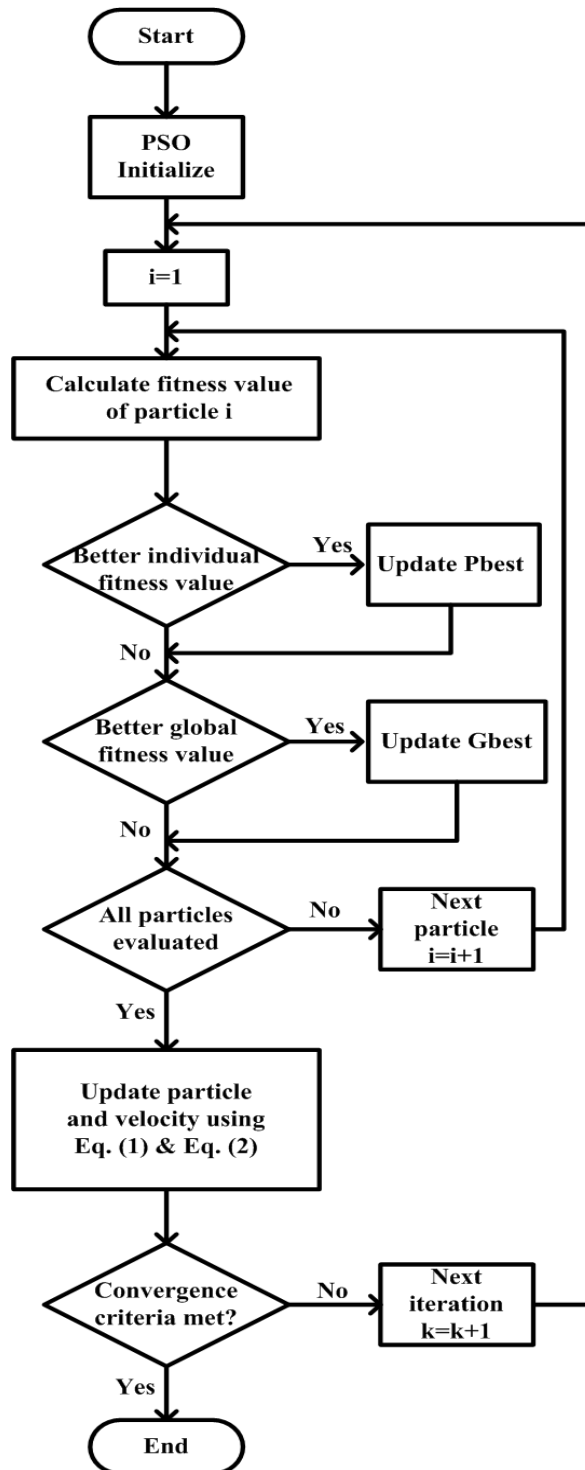 Start
PSO
Initialize
i=1
Calculate fitness value
of particle i
Better individual
fitness value
Yes
Update Pbest
No
Better global
fitness value
Yes
Update Gbest
No
All particles
evaluated
No
Next
particle
i=i+1
Yes
Update particle
and velocity using
Eq. (1) & Eq. (2)
Convergence
criteria met?
No
Next
iteration
k=k+1
Yes
End